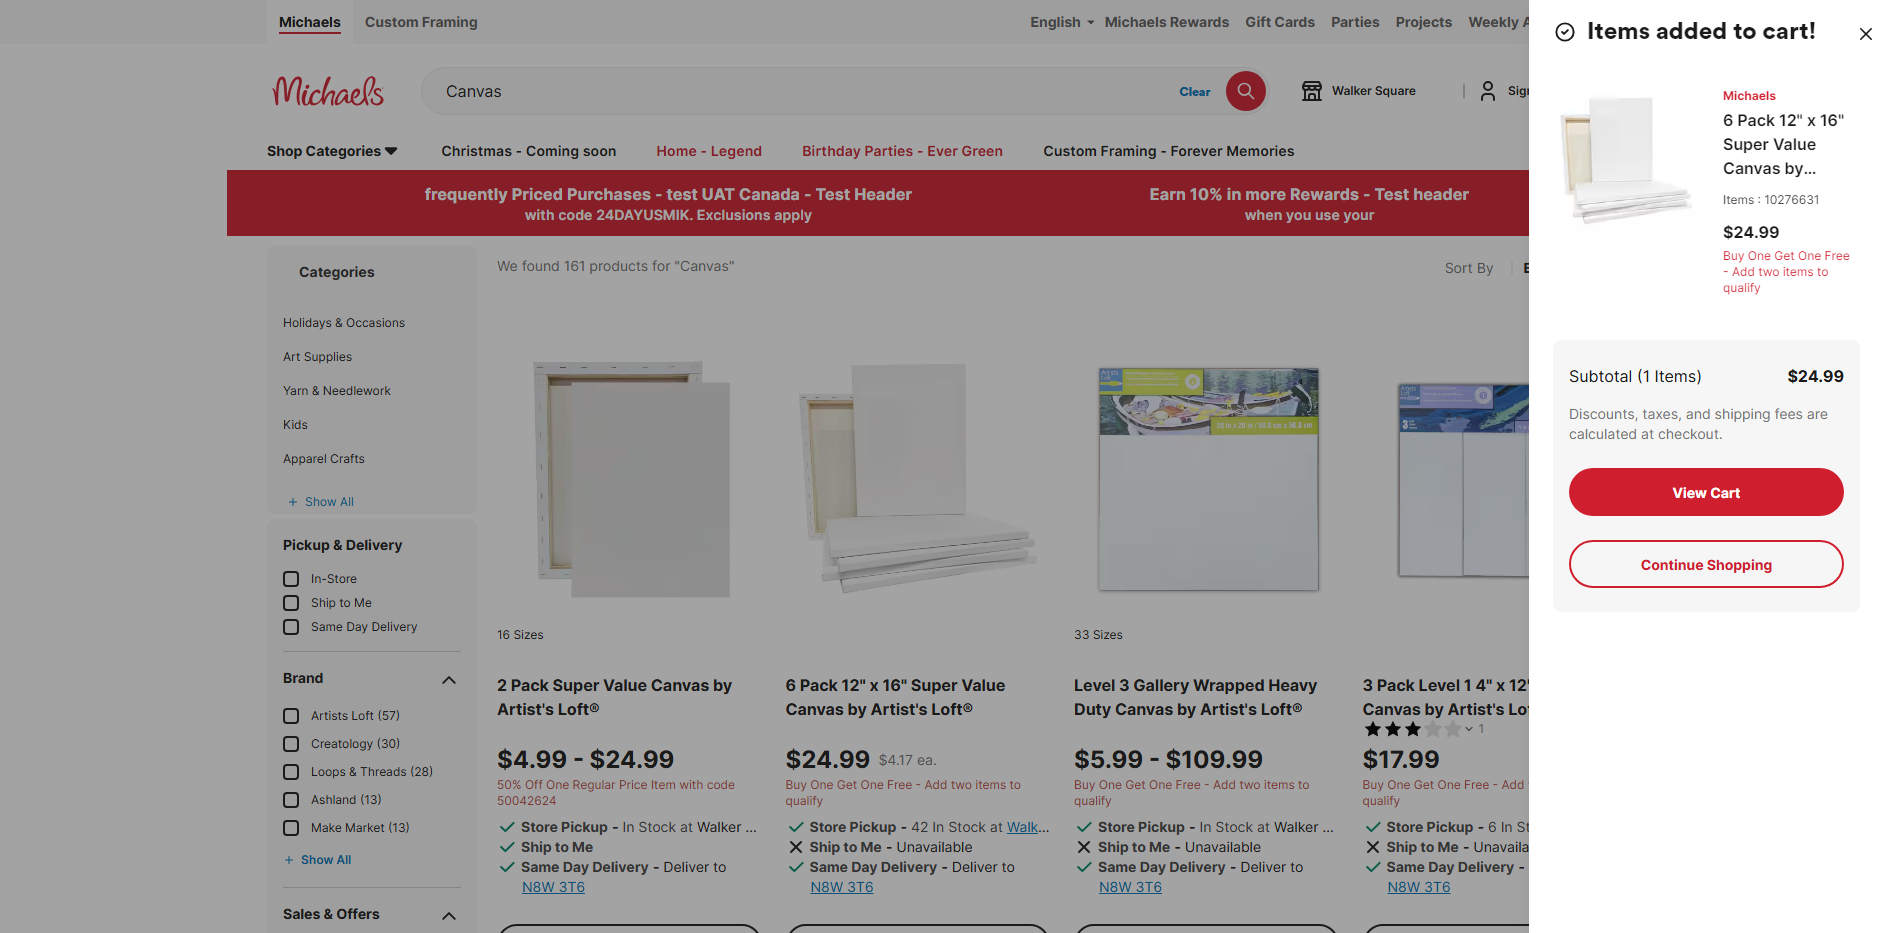 Michaels
Custom Framing
English
Michaels Rewards
Gift Cards
Parties
Projects
Weekly A
Michaels
Canvas
Clear
Walker Square
Sign
Shop Categories
Christmas - Coming soon
Home - Legend
Birthday Parties - Ever Green
Custom Framing - Forever Memories
frequently Priced Purchases - test UAT Canada - Test Header
with code 24DAYUSMIK. Exclusions apply
Earn 10% in more Rewards - Test header
when you use your
Categories
Holidays & Occasions
Art Supplies
Yarn & Needlework
Kids
Apparel Crafts
+ Show All
Pickup & Delivery
In-Store
Ship to Me
Same Day Delivery
Brand
Artists Loft (57)
Creatology (30)
Loops & Threads (28)
Ashland (13)
Make Market (13)
+ Show All
Sales & Offers
We found 161 products for "Canvas"
Sort By
16 Sizes
2 Pack Super Value Canvas by
Artist's Loft®
$4.99 - $24.99
50% Off One Regular Price Item with code
50042624
Store Pickup - In Stock at Walker ...
Ship to Me
Same Day Delivery - Deliver to
N8W 3T6
6 Pack 12" x 16" Super Value
Canvas by Artist's Loft®
$24.99 $4.17 ea.
Buy One Get One Free - Add two items to
qualify
Store Pickup - 42 In Stock at Walk...
Ship to Me - Unavailable
Same Day Delivery - Deliver to
N8W 3T6
33 Sizes
Level 3 Gallery Wrapped Heavy
Duty Canvas by Artist's Loft®
$5.99 - $109.99
Buy One Get One Free - Add two items to
qualify
Store Pickup - In Stock at Walker ...
Ship to Me - Unavailable
Same Day Delivery - Deliver to
N8W 3T6
3 Pack Level 1 4" x 12"
Canvas by Artist's Lof
1
$17.99
Buy One Get One Free - Add
qualify
Store Pickup - 6 In St
Ship to Me - Unavaila
Same Day Delivery -
N8W 3T6
Items added to cart!
Michaels
6 Pack 12" x 16"
Super Value
Canvas by...
Items : 10276631
$24.99
Buy One Get One Free
- Add two items to
qualify
Subtotal (1 Items) $24.99
Discounts, taxes, and shipping fees are
calculated at checkout.
View Cart
Continue Shopping